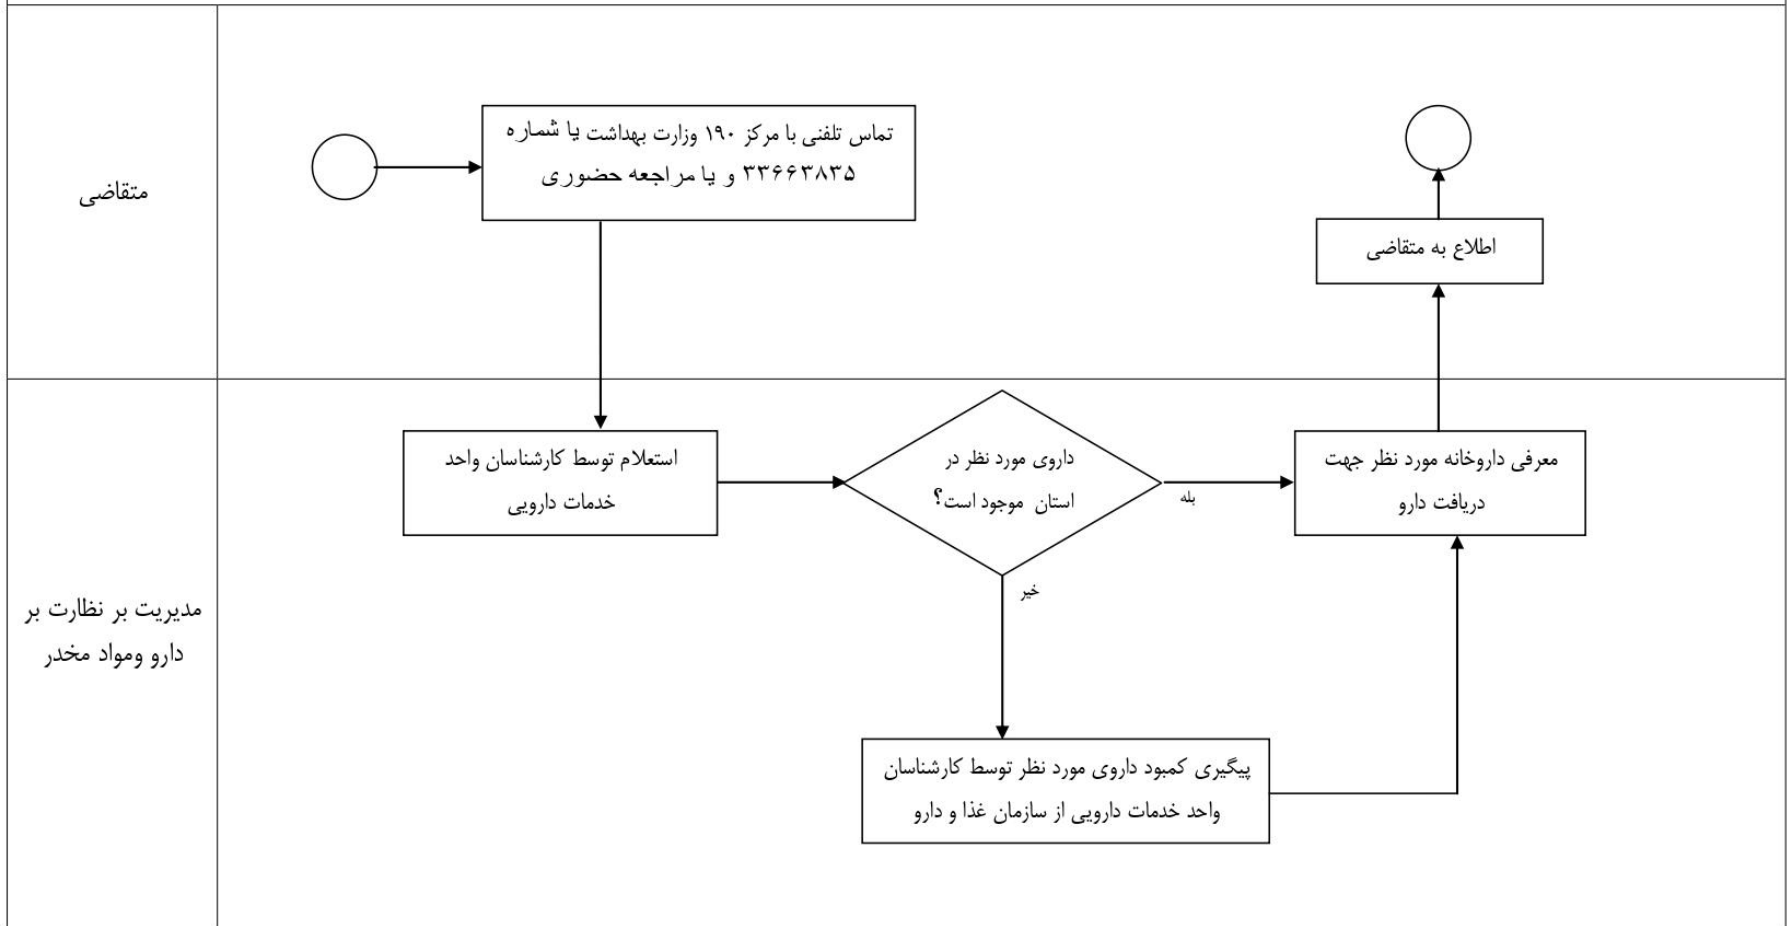 متقاضی
تماس تلفنی با مرکز ۱۹۰ وزارت بهداشت یا شماره
۳۳۶۶۳۸۳۵ و یا مراجعه حضوری
اطلاع به متقاضی
مدیریت بر نظارت بر
دارو ومواد مخدر
استعلام توسط کارشناسان واحد
خدمات دارویی
داروی مورد نظر در
استان موجود است؟
بله
خیر
معرفی داروخانه مورد نظر جهت
دریافت دارو
پیگیری کمبود داروی مورد نظر توسط کارشناسان
واحد خدمات دارویی از سازمان غذا و دارو